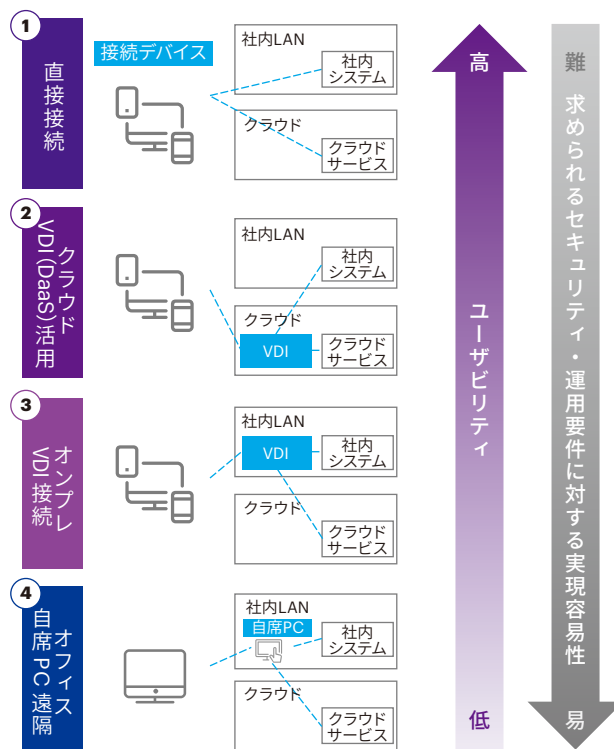 1
直接接続
接続デバイス
社内LAN
社内
システム
クラウド
クラウド
サービス
2
クラウド
VDI(DaaS)活用
社内LAN
社内
システム
クラウド
VDI
クラウド
サービス
3
オンプレ
VDI接続
社内LAN
VDI
社内
システム
クラウド
クラウド
サービス
4
オフィス
自席PC遠隔
社内LAN
自席PC
社内
システム
クラウド
クラウド
サービス
高
ユーザビリティ
低
難
求められるセキュリティ・運用要件に対する実現容易性
易